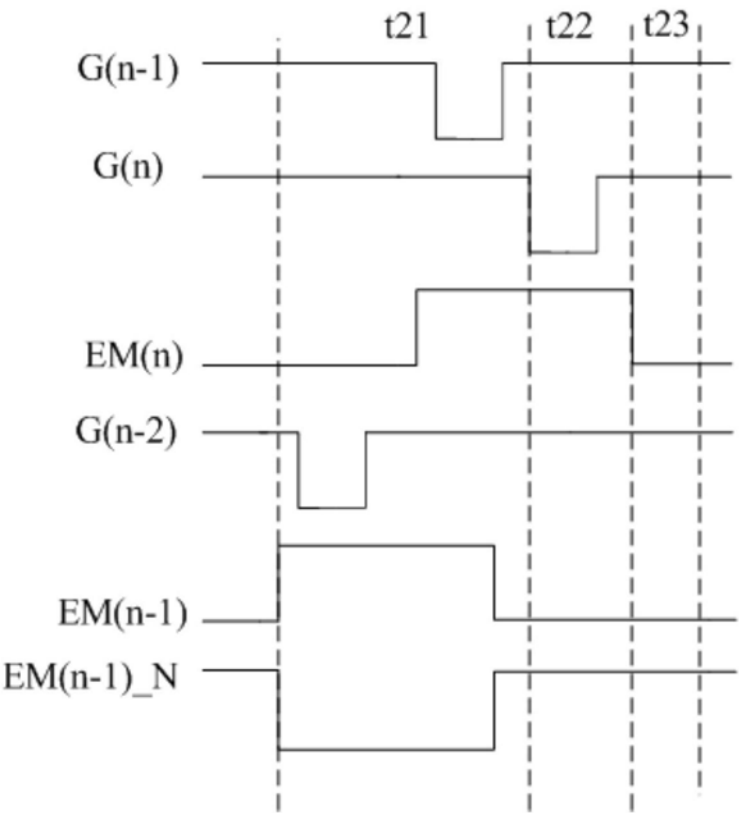 t21 t22 t23
G(n-1)
G(n)
EM(n)
G(n-2)
EM(n-1)
EM(n-1)_N